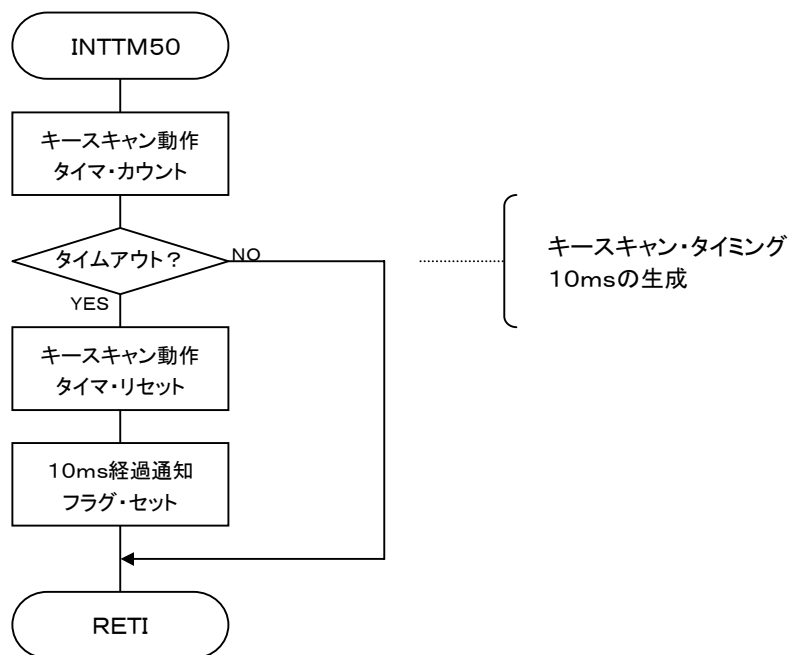 INTTM50
キースキャン動作
タイマ・カウント
タイムアウト？
NO
YES
キースキャン・タイミング
10msの生成
キースキャン動作
タイマ・リセット
10ms経過通知
フラグ・セット
RETI